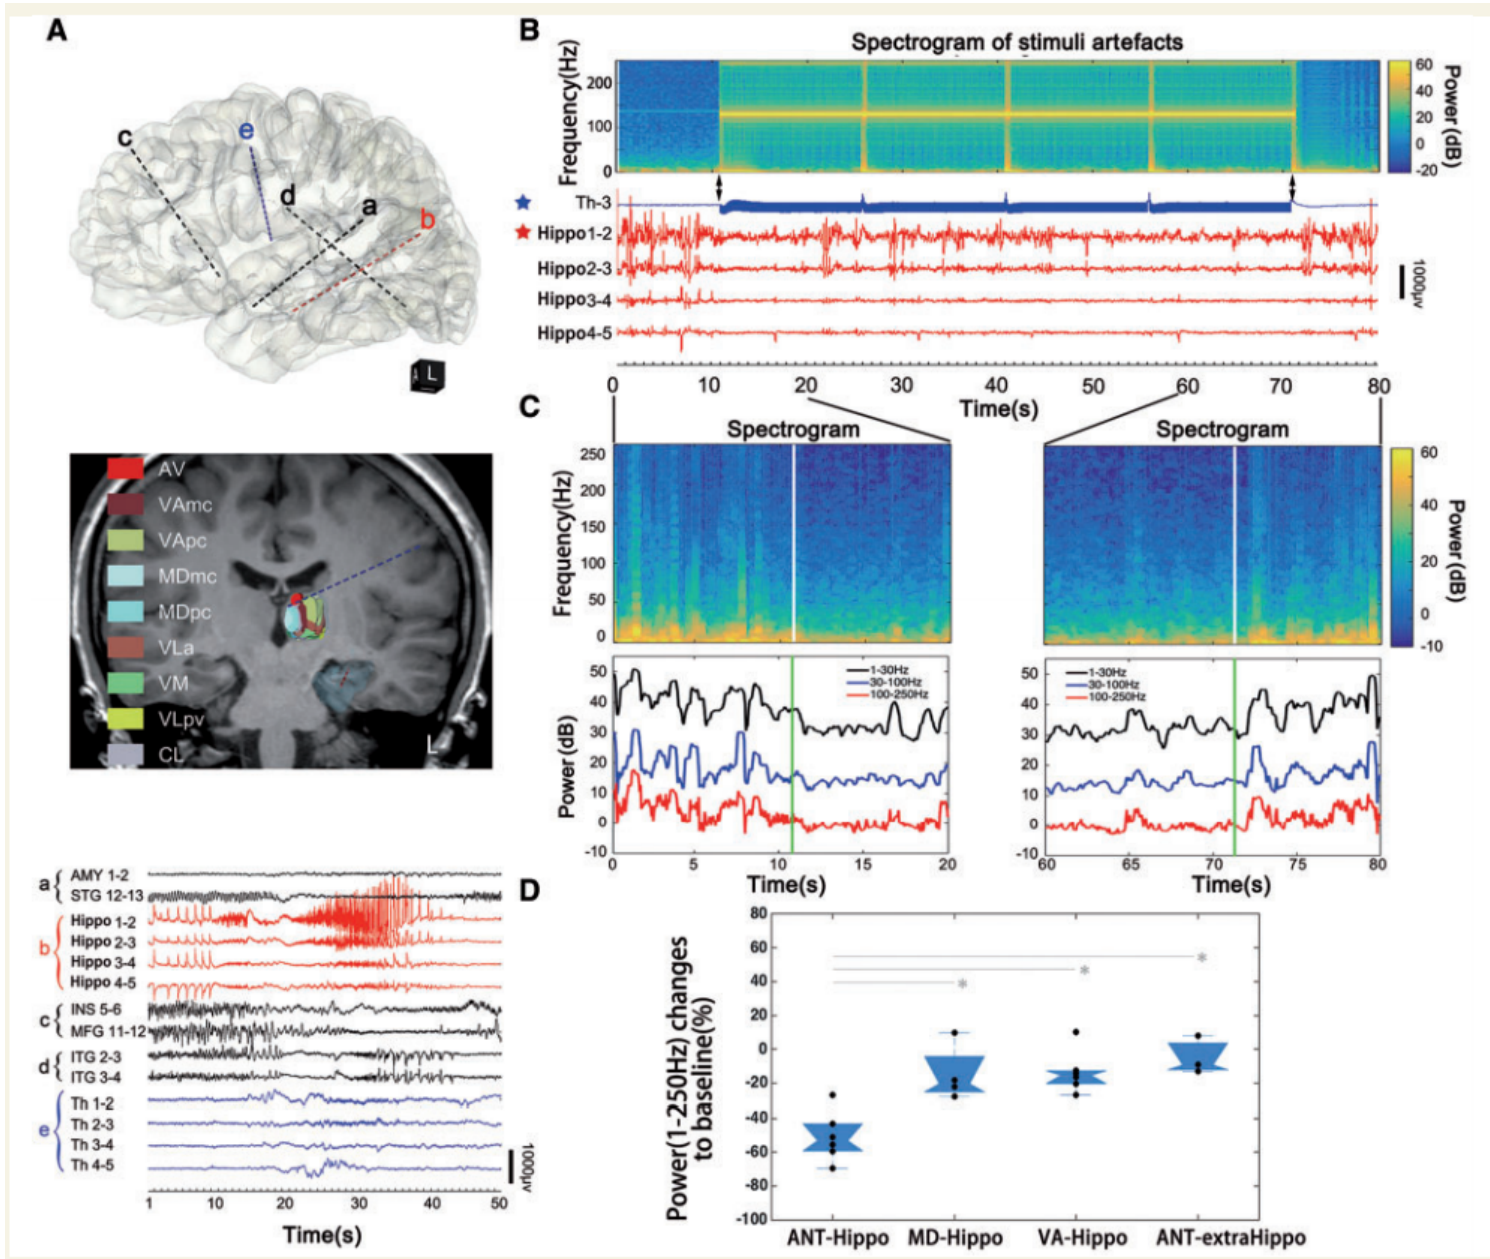 A
c
e
d
a
b
L
AV
VAmc
VApc
MDmc
MDpc
VLa
VM
VLpv
CL
L
a
AMY 1-2
STG 12-13
b
Hippo 1-2
Hippo 2-3
Hippo 3-4
Hippo 4-5
c
INS 5-6
MFG 11-12
d
ITG 2-3
ITG 3-4
e
Th 1-2
Th 2-3
Th 3-4
Th 4-5
1000μv
1 10 20 30 40 50
Time(s)
B
Spectrogram of stimuli artefacts
Frequency(Hz)
200
100
0
60
40
20
0
-20
Power (dB)
Th-3
Hippo1-2
Hippo2-3
Hippo3-4
Hippo4-5
1000μv
0 10 20 30 40 50 60 70 80
Time(s)
C
Spectrogram
Frequency(Hz)
250
200
150
100
50
0
Spectrogram
60
40
20
0
-10
Power (dB)
1-30Hz
30-100Hz
100-250Hz
Power (dB)
50
40
30
20
10
0
-10
0 5 10 15 20
Time(s)
1-30Hz
30-100Hz
100-250Hz
50
40
30
20
10
0
-10
60 65 70 75 80
Time(s)
D
Power(1-250Hz) changes
to baseline(%)
80
60
40
20
0
-20
-40
-60
-80
-100
* * *
ANT-Hippo MD-Hippo VA-Hippo ANT-extraHippo